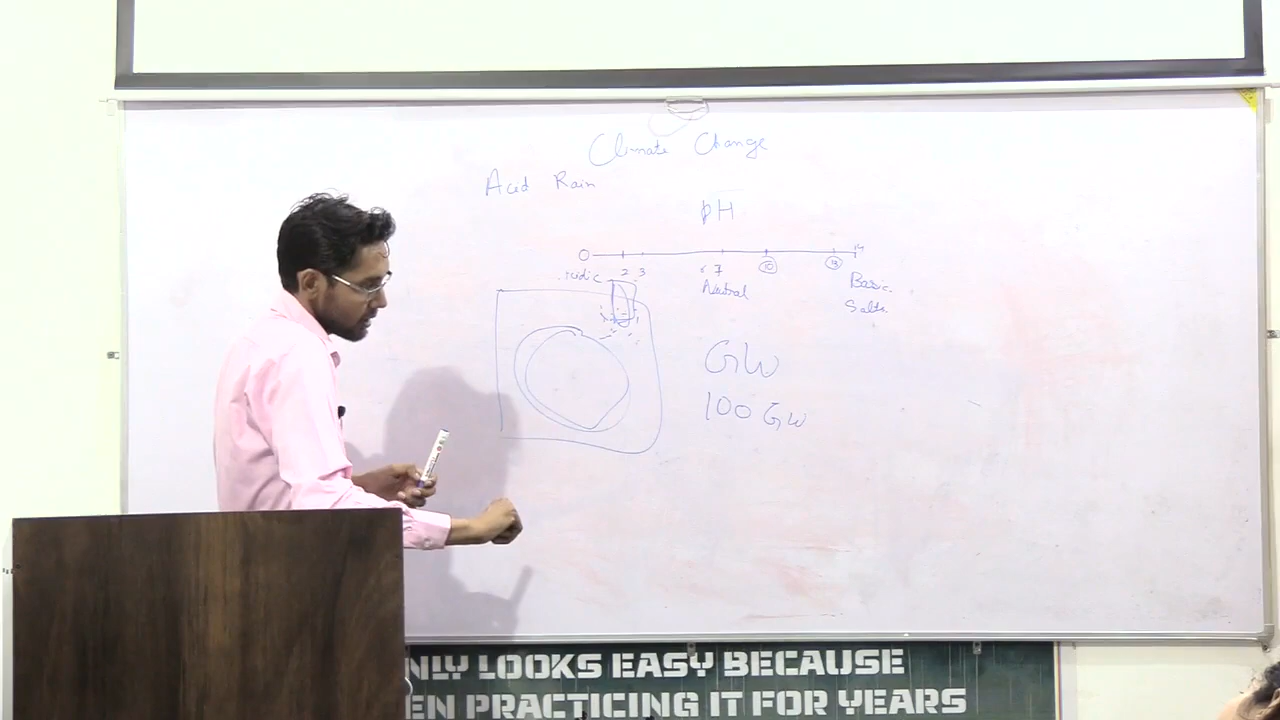 Climate Change
Acid Rain
pH
0 2 3 7 10 13 14
Neutral
Basic
Salts
GW
100 GW
NLY LOOKS EASY BECAUSE
EN PRACTICING IT FOR YEARS